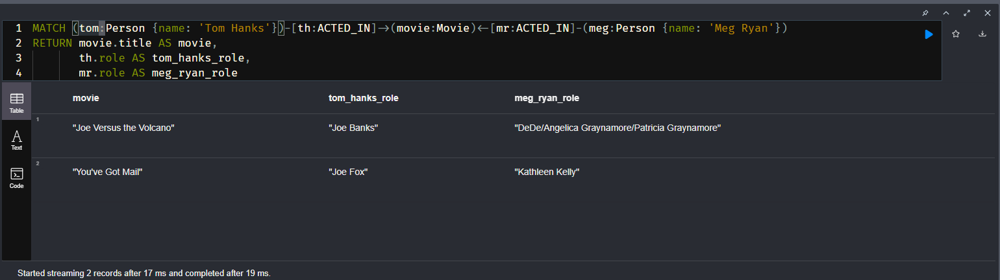 1 MATCH (tom:Person {name: 'Tom Hanks'})-[th:ACTED_IN]->(movie:Movie)<-[mr:ACTED_IN]-(meg:Person {name: 'Meg Ryan'})
2 RETURN movie.title AS movie,
3 th.role AS tom_hanks_role,
4 mr.role AS meg_ryan_role
Table
movie tom_hanks_role meg_ryan_role
1
"Joe Versus the Volcano" "Joe Banks" "DeDe/Angelica Graynamore/Patricia Graynamore"
A
Text
2
"You've Got Mail" "Joe Fox" "Kathleen Kelly"
Code
Started streaming 2 records after 17 ms and completed after 19 ms.